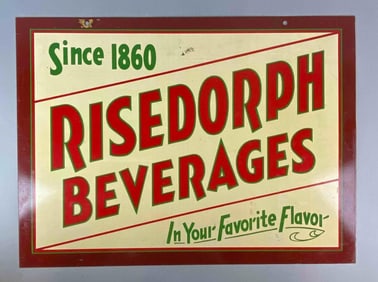 Since 1860
RISEDORPH
BEVERAGES
In Your Favorite Flavor